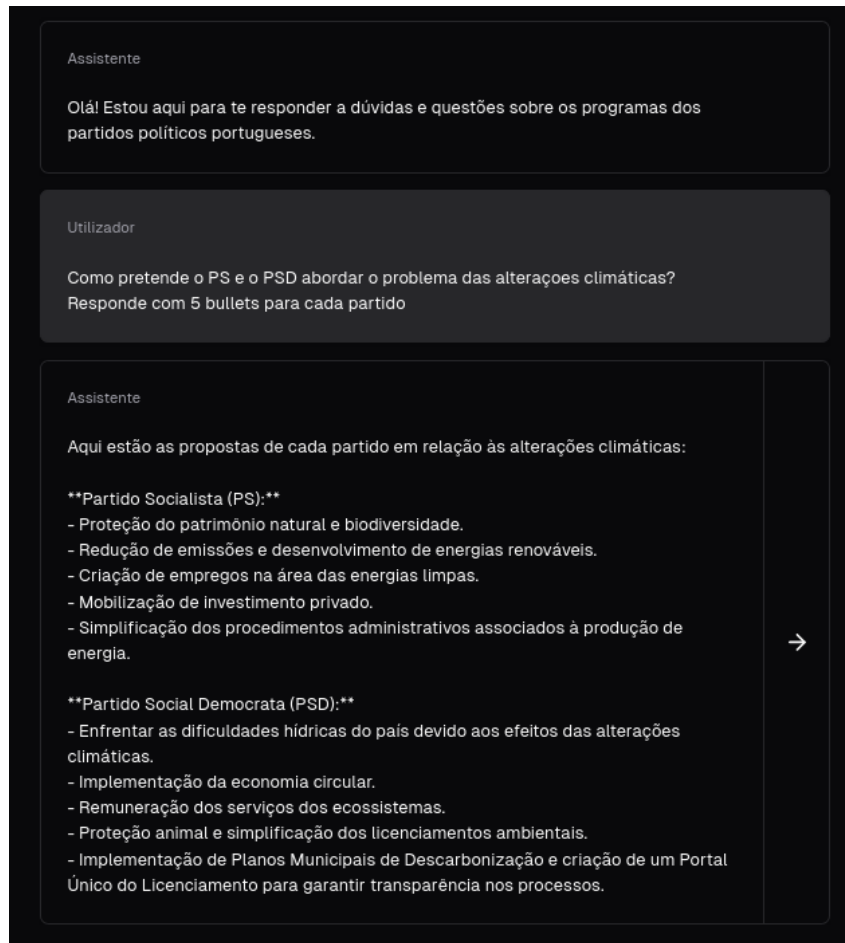 Assistente
Olá! Estou aqui para te responder a dúvidas e questões sobre os programas dos
partidos políticos portugueses.
Utilizador
Como pretende o PS e o PSD abordar o problema das alteraçoes climáticas?
Responde com 5 bullets para cada partido
Assistente
Aqui estão as propostas de cada partido em relação às alterações climáticas:
**Partido Socialista (PS):**
- Proteção do património natural e biodiversidade.
- Redução de emissões e desenvolvimento de energias renováveis.
- Criação de empregos na área das energias limpas.
- Mobilização de investimento privado.
- Simplificação dos procedimentos administrativos associados à produção de
energia.
**Partido Social Democrata (PSD):**
- Enfrentar as dificuldades hídricas do país devido aos efeitos das alterações
climáticas.
- Implementação da economia circular.
- Remuneração dos serviços dos ecossistemas.
- Proteção animal e simplificação dos licenciamentos ambientais.
- Implementação de Planos Municipais de Descarbonização e criação de um Portal
Único do Licenciamento para garantir transparência nos processos.